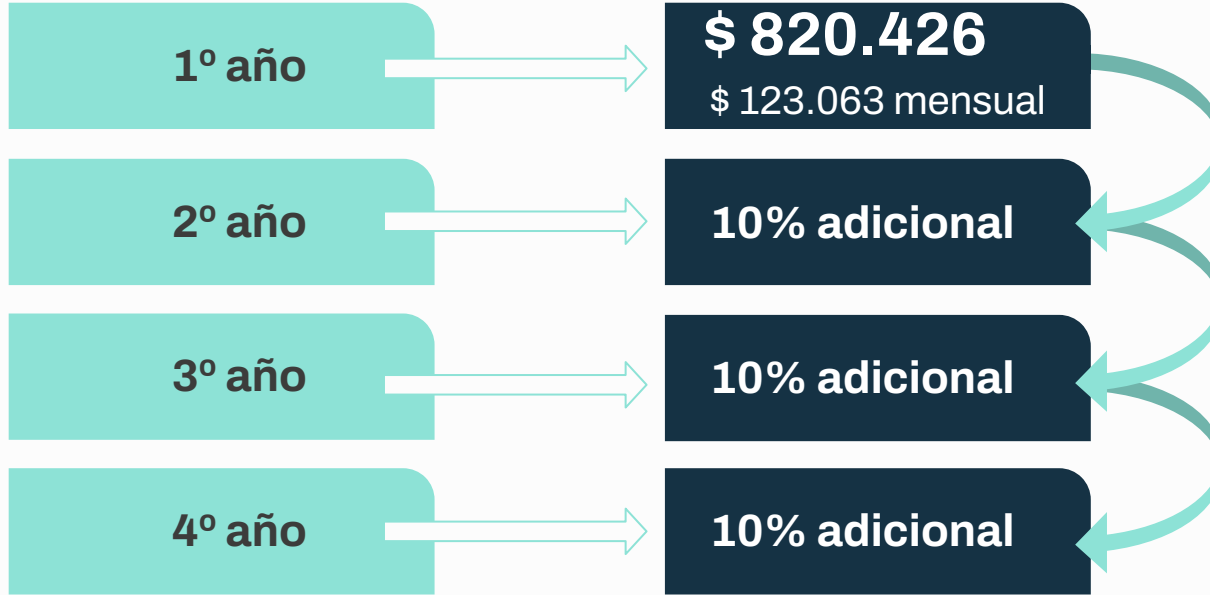 1º año
$ 820.426
$ 123.063 mensual
2º año
10% adicional
3º año
10% adicional
4º año
10% adicional